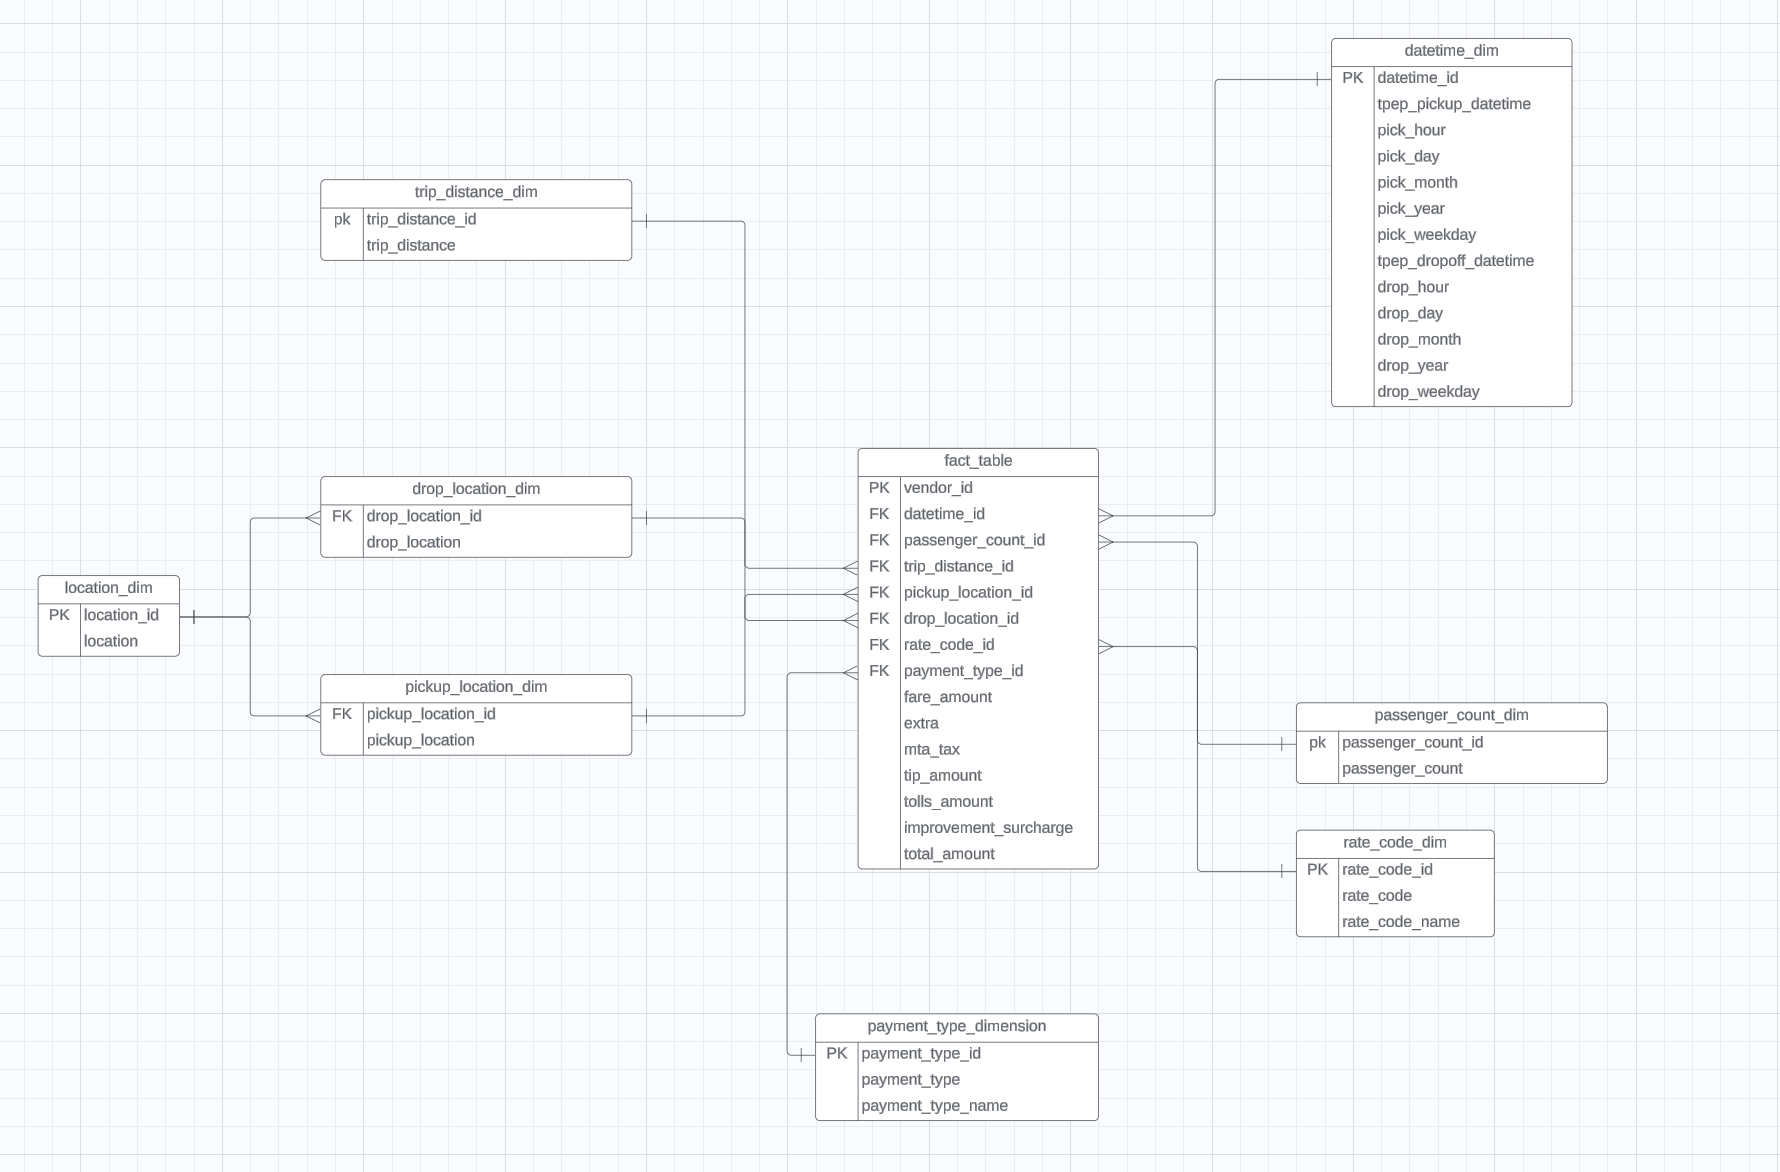 datetime_dim
PK datetime_id
tpep_pickup_datetime
pick_hour
pick_day
pick_month
pick_year
pick_weekday
tpep_dropoff_datetime
drop_hour
drop_day
drop_month
drop_year
drop_weekday
trip_distance_dim
pk trip_distance_id
trip_distance
drop_location_dim
FK drop_location_id
drop_location
location_dim
PK location_id
location
pickup_location_dim
FK pickup_location_id
pickup_location
fact_table
PK vendor_id
FK datetime_id
FK passenger_count_id
FK trip_distance_id
FK pickup_location_id
FK drop_location_id
FK rate_code_id
FK payment_type_id
fare_amount
extra
mta_tax
tip_amount
tolls_amount
improvement_surcharge
total_amount
passenger_count_dim
pk passenger_count_id
passenger_count
rate_code_dim
PK rate_code_id
rate_code
rate_code_name
payment_type_dimension
PK payment_type_id
payment_type
payment_type_name